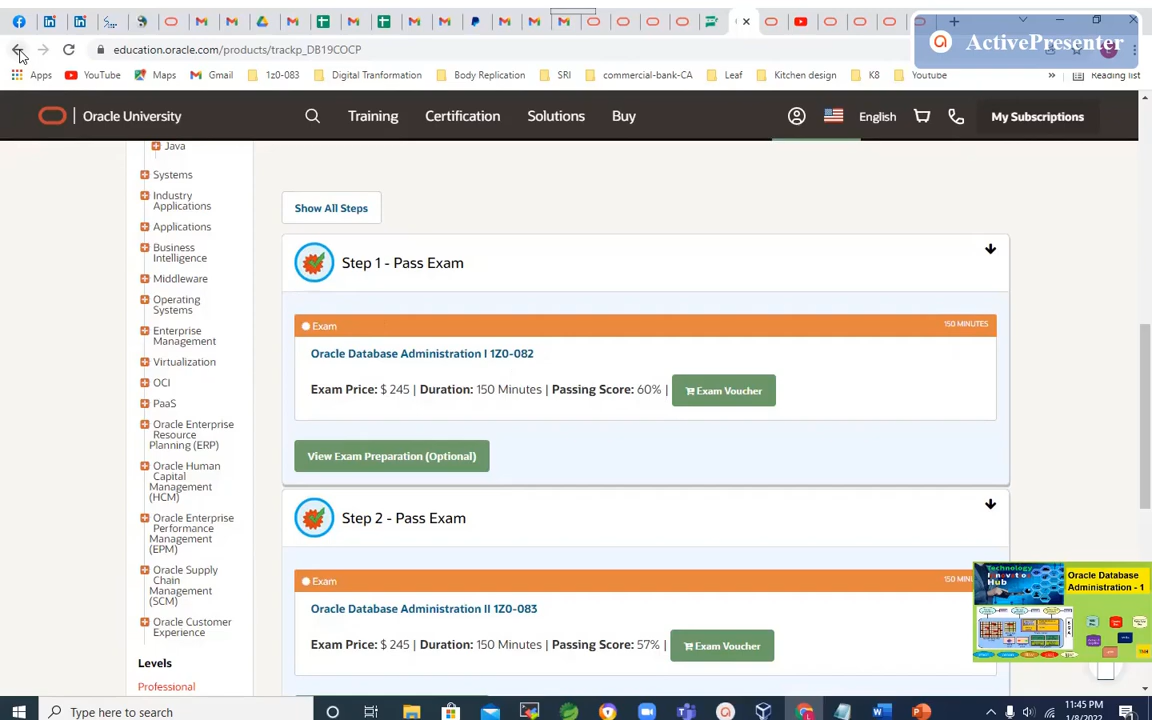 ActivePresenter
education.oracle.com/products/trackp_DB19COCP
Apps YouTube Maps Gmail 1z0-083 Digital Tranformation Body Replication SRI commercial-bank-CA Leaf Kitchen design K8 Youtube » Reading list
Oracle University Training Certification Solutions Buy English My Subscriptions
Java
Systems
Industry
Applications
Applications
Business
Intelligence
Middleware
Operating
Systems
Enterprise
Management
Virtualization
OCI
PaaS
Oracle Enterprise
Resource
Planning (ERP)
Oracle Human
Capital
Management
(HCM)
Oracle Enterprise
Performance
Management
(EPM)
Oracle Supply
Chain
Management
(SCM)
Oracle Customer
Experience
Levels
Professional
Show All Steps
Step 1 - Pass Exam
Exam 150 MINUTES
Oracle Database Administration I 1Z0-082
Exam Price: $ 245 | Duration: 150 Minutes | Passing Score: 60% | Exam Voucher
View Exam Preparation (Optional)
Step 2 - Pass Exam
Exam 150 MIN
Oracle Database Administration II 1Z0-083
Exam Price: $ 245 | Duration: 150 Minutes | Passing Score: 57% | Exam Voucher
Technology
Hub
Oracle Database
Administration - 1
Type here to search
11:45 PM
1/8/2022